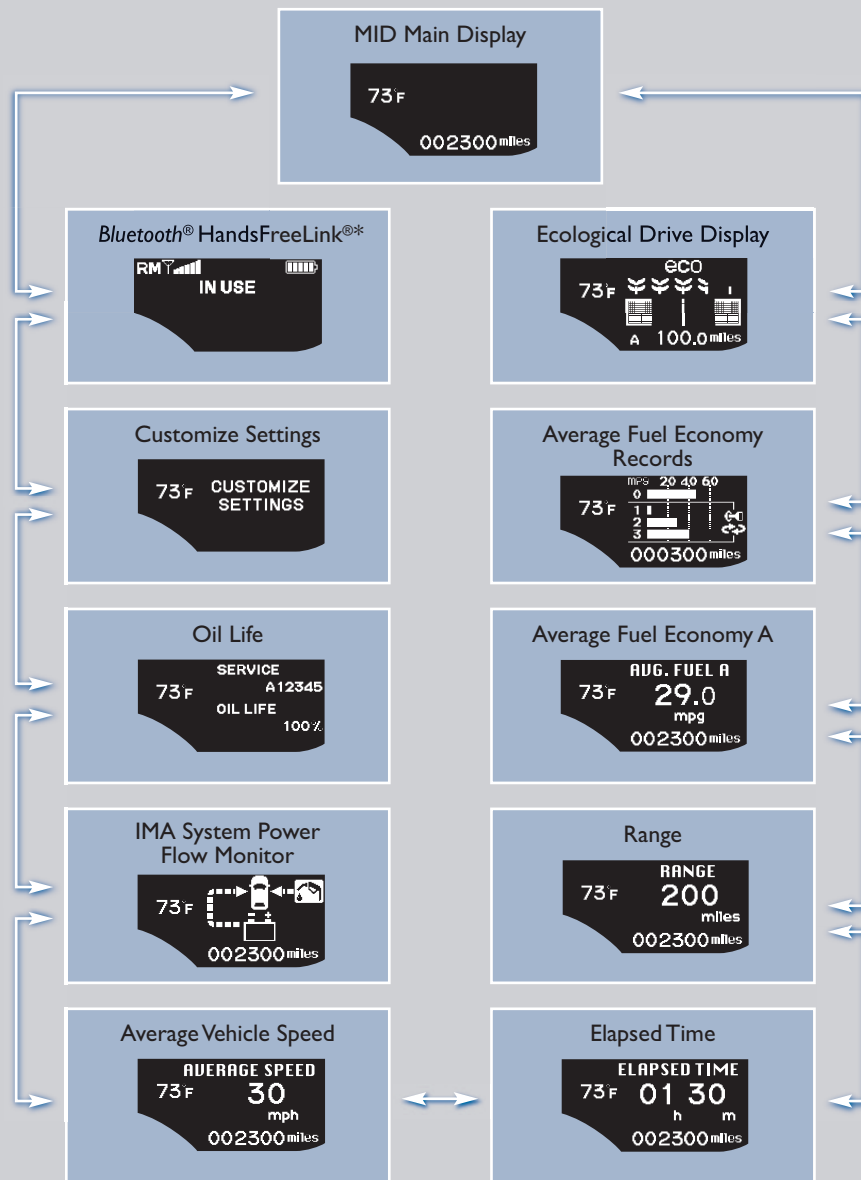 MID Main Display
73°F
002300 miles
Bluetooth® HandsFreeLink®*
RM
IN USE
Ecological Drive Display
eco
73°F
A 100.0 miles
Customize Settings
73°F
CUSTOMIZE
SETTINGS
Average Fuel Economy
Records
mpg 20 40 60
0
73°F
1
2
3
000300 miles
Oil Life
SERVICE
A12345
73°F
OIL LIFE
100%
Average Fuel Economy A
AVG. FUEL A
73°F
29.0
mpg
002300 miles
IMA System Power
Flow Monitor
73°F
002300 miles
Range
RANGE
73°F
200
miles
002300 miles
Average Vehicle Speed
AVERAGE SPEED
73°F
30
mph
002300 miles
Elapsed Time
ELAPSED TIME
73°F
01 30
h m
002300 miles